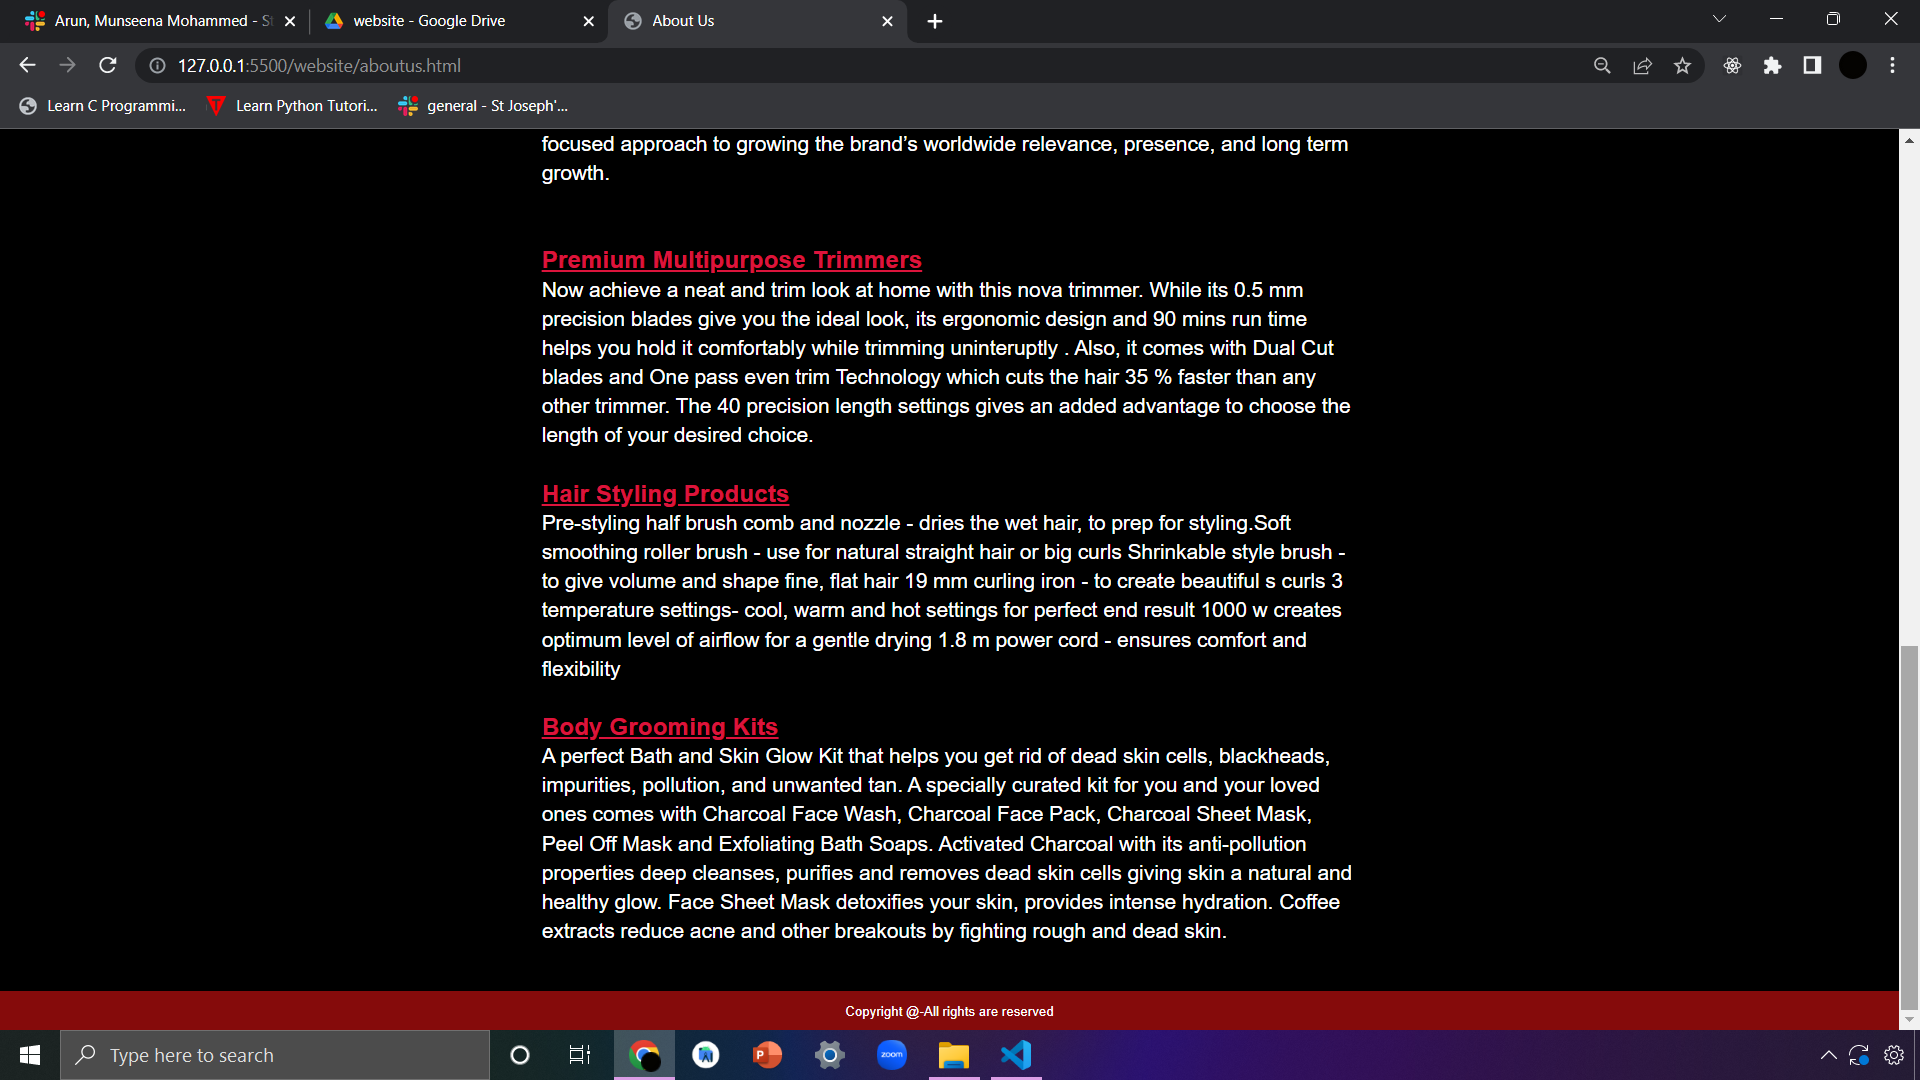 Arun, Munseena Mohammed - St
website - Google Drive
About Us
127.0.0.1:5500/website/aboutus.html
Learn C Programmi...
Learn Python Tutori...
general - St Joseph'...
focused approach to growing the brand’s worldwide relevance, presence, and long term
growth.
Premium Multipurpose Trimmers
Now achieve a neat and trim look at home with this nova trimmer. While its 0.5 mm
precision blades give you the ideal look, its ergonomic design and 90 mins run time
helps you hold it comfortably while trimming uninteruptly . Also, it comes with Dual Cut
blades and One pass even trim Technology which cuts the hair 35 % faster than any
other trimmer. The 40 precision length settings gives an added advantage to choose the
length of your desired choice.
Hair Styling Products
Pre-styling half brush comb and nozzle - dries the wet hair, to prep for styling.Soft
smoothing roller brush - use for natural straight hair or big curls Shrinkable style brush -
to give volume and shape fine, flat hair 19 mm curling iron - to create beautiful s curls 3
temperature settings- cool, warm and hot settings for perfect end result 1000 w creates
optimum level of airflow for a gentle drying 1.8 m power cord - ensures comfort and
flexibility
Body Grooming Kits
A perfect Bath and Skin Glow Kit that helps you get rid of dead skin cells, blackheads,
impurities, pollution, and unwanted tan. A specially curated kit for you and your loved
ones comes with Charcoal Face Wash, Charcoal Face Pack, Charcoal Sheet Mask,
Peel Off Mask and Exfoliating Bath Soaps. Activated Charcoal with its anti-pollution
properties deep cleanses, purifies and removes dead skin cells giving skin a natural and
healthy glow. Face Sheet Mask detoxifies your skin, provides intense hydration. Coffee
extracts reduce acne and other breakouts by fighting rough and dead skin.
Copyright @-All rights are reserved
Type here to search
zoom